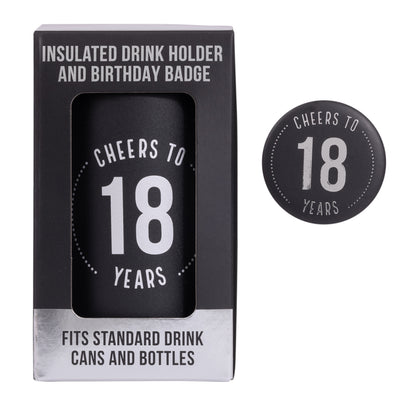 INSULATED DRINK HOLDER
AND BIRTHDAY BADGE
CHEERS TO
18
YEARS
FITS STANDARD DRINK
CANS AND BOTTLES
CHEERS TO
18
YEARS